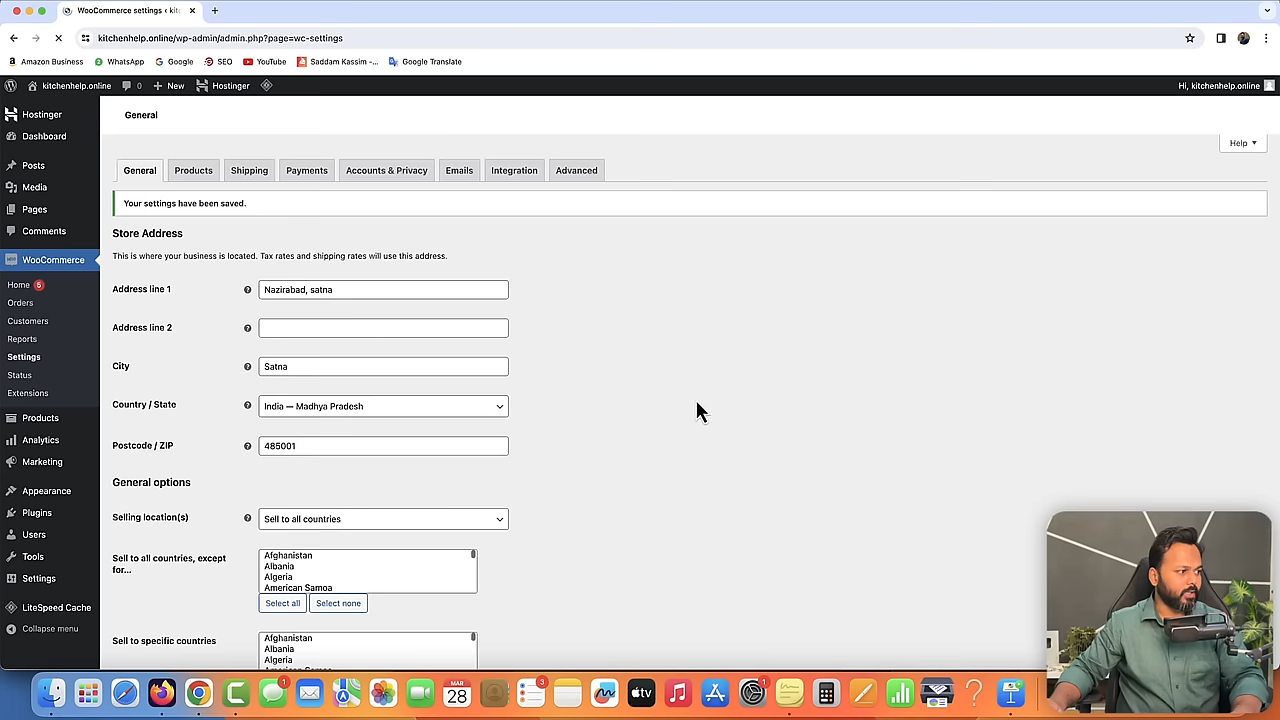 WooCommerce settings
kitchenhelp.online/wp-admin/admin.php?page=wc-settings
Amazon Business
WhatsApp
Google
SEO
YouTube
Saddam Kassim -...
Google Translate
kitchenhelp.online
0
New
Hostinger
Hi, kitchenhelp.online
Hostinger
Dashboard
Posts
Media
Pages
Comments
WooCommerce
Home 6
Orders
Customers
Reports
Settings
Status
Extensions
Products
Analytics
Marketing
Appearance
Plugins
Users
Tools
Settings
LiteSpeed Cache
Collapse menu
General
Help
General
Products
Shipping
Payments
Accounts & Privacy
Emails
Integration
Advanced
Your settings have been saved.
Store Address
This is where your business is located. Tax rates and shipping rates will use this address.
Address line 1
Nazirabad, satna
Address line 2
City
Satna
Country / State
India — Madhya Pradesh
Postcode / ZIP
485001
General options
Selling location(s)
Sell to all countries
Sell to all countries, except
for...
Afghanistan
Albania
Algeria
American Samoa
Select all
Select none
Sell to specific countries
Afghanistan
Albania
Algeria
1
MAR
28
3
tv
1